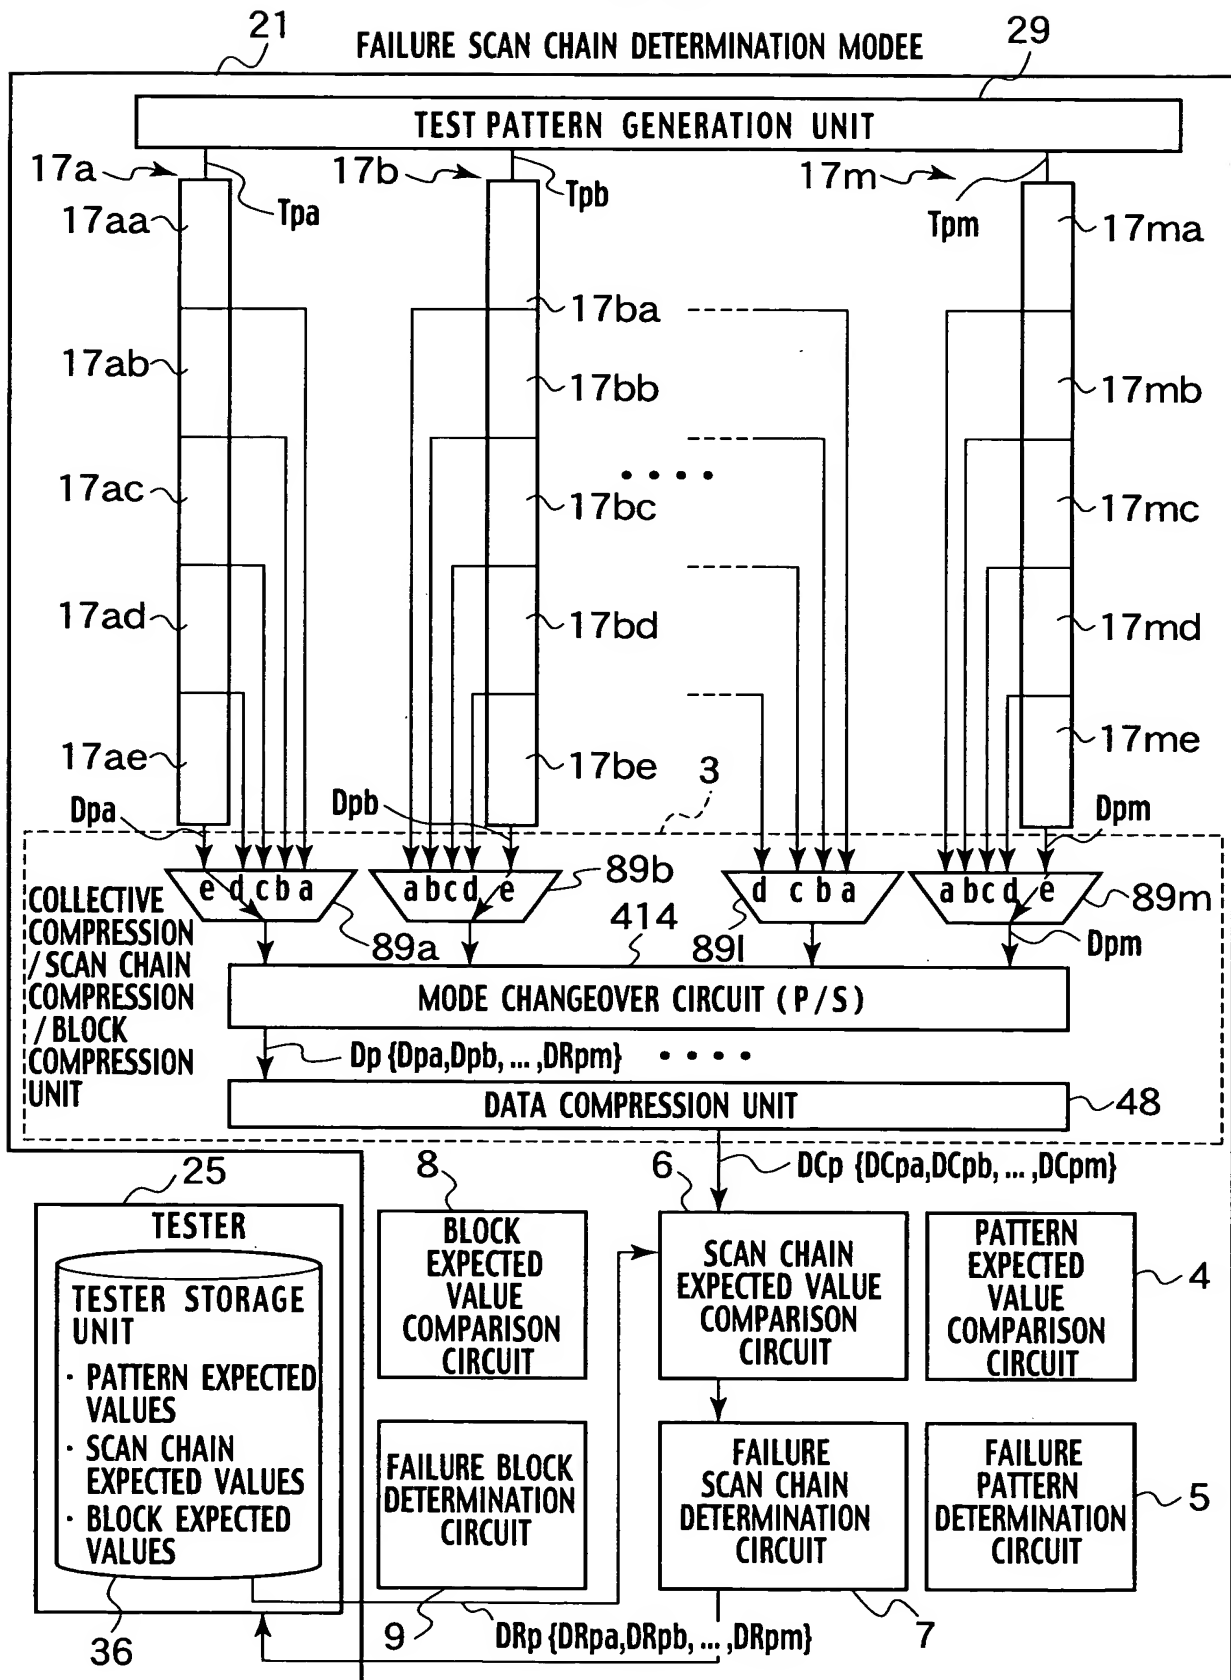 FAILURE SCAN CHAIN DETERMINATION MODEE
21
29
TEST PATTERN GENERATION UNIT
17a
17b
17m
Tpa
Tpb
Tpm
17aa
17ma
17ba
17ab
17bb
17mb
17ac
17bc
17mc
17ad
17bd
17md
17ae
17be
17me
3
Dpa
Dpb
Dpm
e d c b a
a b c d e
d c b a
a b c d e
89a
89b
89l
89m
414
Dpm
COLLECTIVE
COMPRESSION
/SCAN CHAIN
COMPRESSION
/BLOCK
COMPRESSION
UNIT
MODE CHANGEOVER CIRCUIT (P/S)
Dp {Dpa,Dpb, ... ,DRpm}
DATA COMPRESSION UNIT
48
DCp {DCpa,DCpb, ... ,DCpm}
25
TESTER
TESTER STORAGE
UNIT
· PATTERN EXPECTED
VALUES
· SCAN CHAIN
EXPECTED VALUES
· BLOCK EXPECTED
VALUES
36
8
BLOCK
EXPECTED
VALUE
COMPARISON
CIRCUIT
6
SCAN CHAIN
EXPECTED VALUE
COMPARISON
CIRCUIT
PATTERN
EXPECTED
VALUE
COMPARISON
CIRCUIT
4
FAILURE BLOCK
DETERMINATION
CIRCUIT
9
FAILURE
SCAN CHAIN
DETERMINATION
CIRCUIT
7
FAILURE
PATTERN
DETERMINATION
CIRCUIT
5
DRp {DRpa,DRpb, ... ,DRpm}